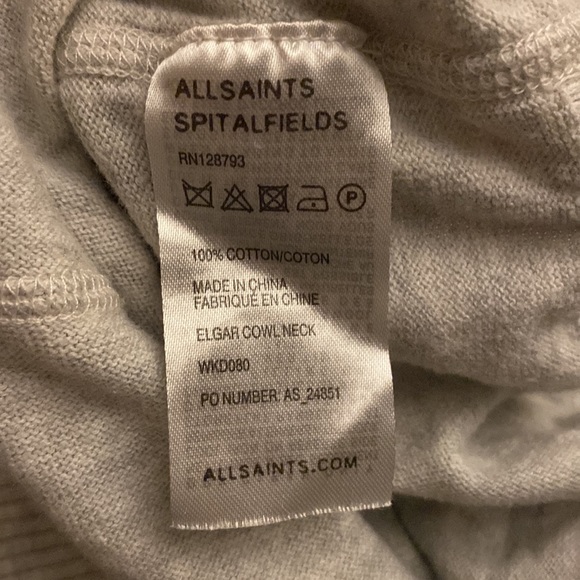 ALLSAINTS
SPITALFIELDS
RN128793
P
100% COTTON/COTON
MADE IN CHINA
FABRIQUÉ EN CHINE
ELGAR COWL NECK
WKD080
PO NUMBER: AS_24851
ALLSAINTS.COM